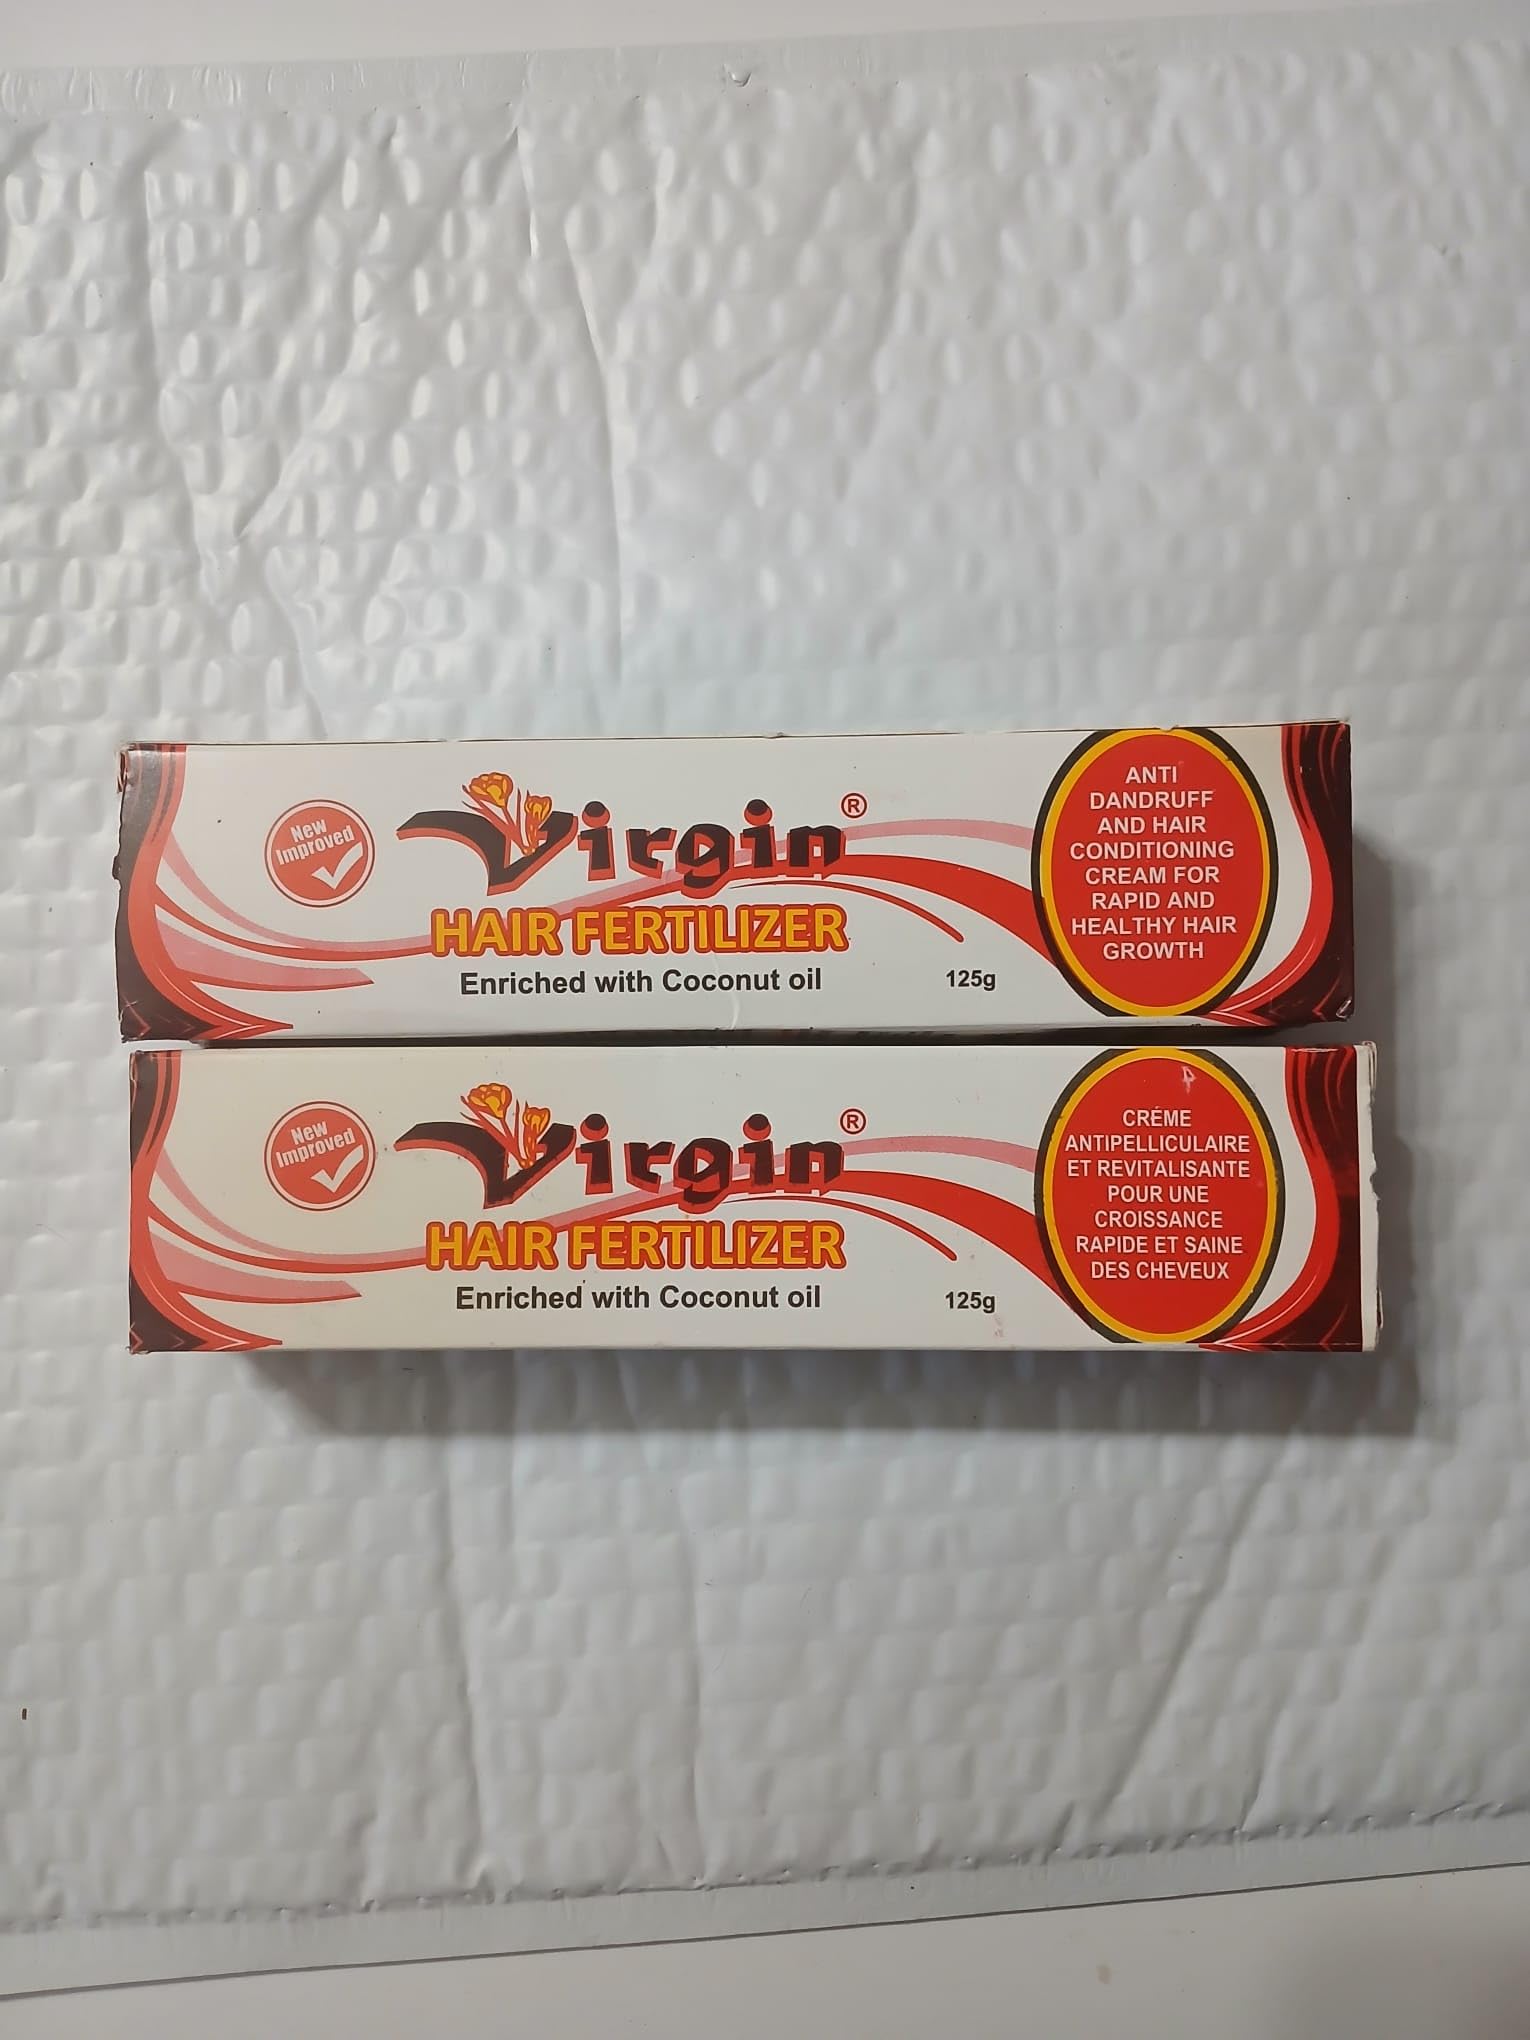 New
Improved
Virgin®
HAIR FERTILIZER
Enriched with Coconut oil
125g
ANTI
DANDRUFF
AND HAIR
CONDITIONING
CREAM FOR
RAPID AND
HEALTHY HAIR
GROWTH
New
Improved
Virgin®
HAIR FERTILIZER
Enriched with Coconut oil
125g
CRÉME
ANTIPELLICULAIRE
ET REVITALISANTE
POUR UNE
CROISSANCE
RAPIDE ET SAINE
DES CHEVEUX